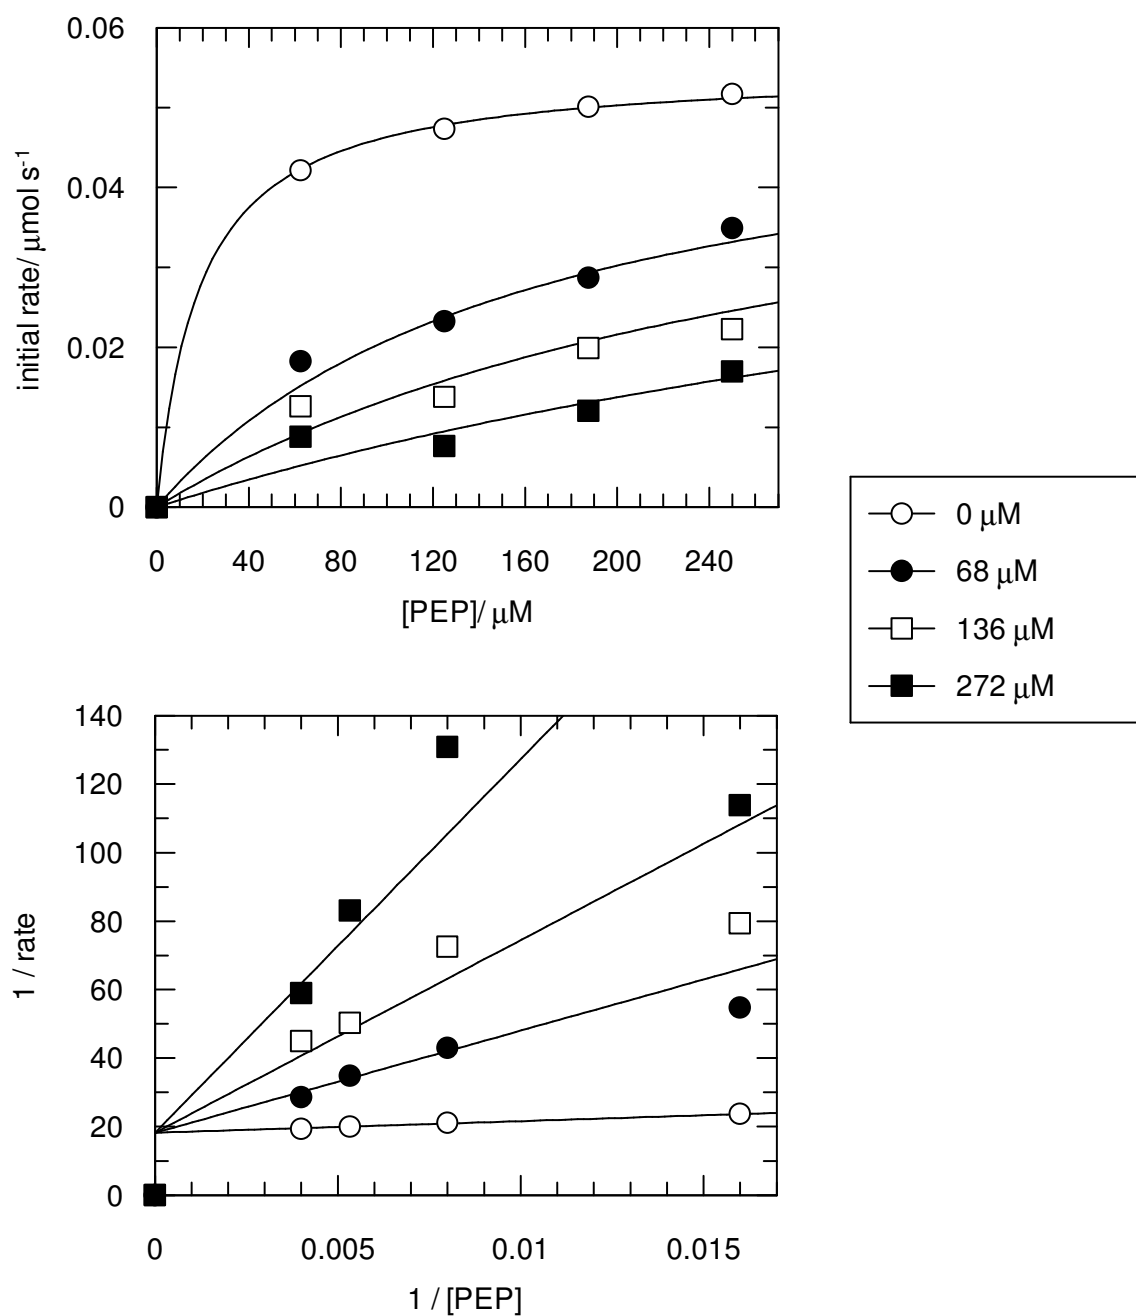 0.06
0.04
0.02
0
initial rate/ μmol s⁻¹
0 40 80 120 160 200 240
[PEP]/ μM
0 μM
68 μM
136 μM
272 μM
140
120
100
80
60
40
20
0
1 / rate
0 0.005 0.01 0.015
1 / [PEP]